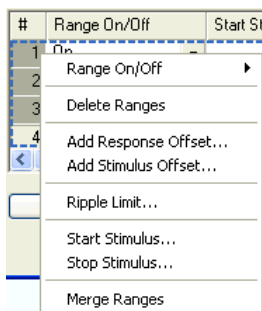 # Range On/Off Start St
1 On
2
3
4
Range On/Off
Delete Ranges
Add Response Offset...
Add Stimulus Offset...
Ripple Limit...
Start Stimulus...
Stop Stimulus...
Merge Ranges